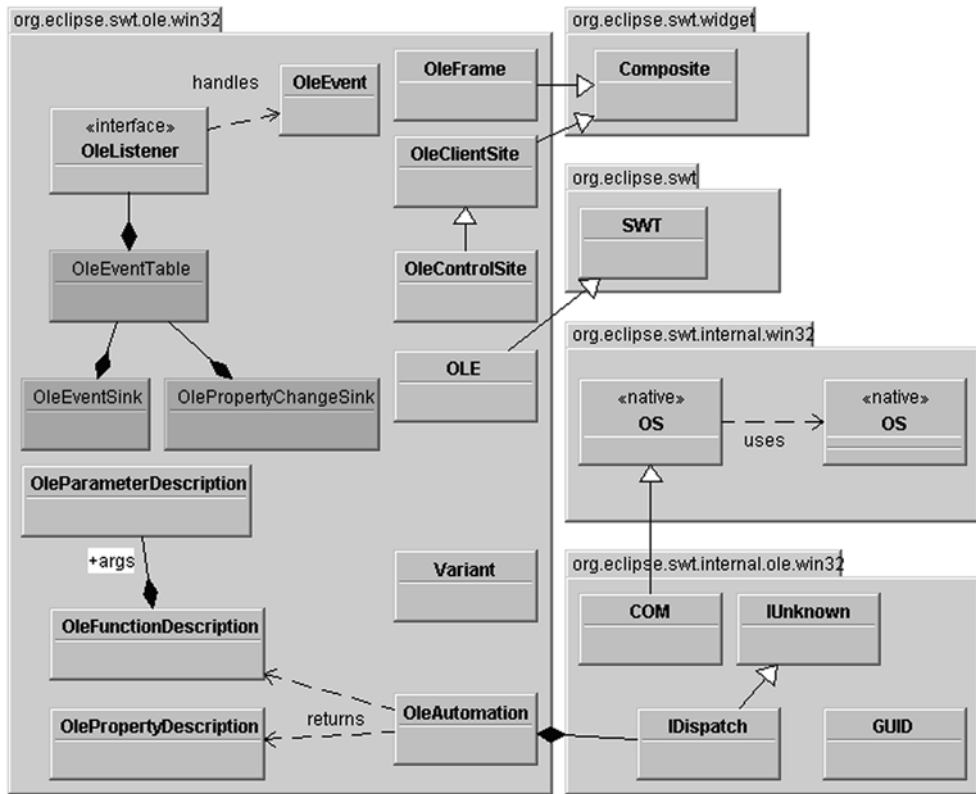 org.eclipse.swt.ole.win32
handles
OleEvent
«interface»
OleListener
OleEventTable
OleEventSink
OlePropertyChangeSink
OleParameterDescription
+args
OleFunctionDescription
OlePropertyDescription
returns
OleFrame
OleClientSite
OleControlSite
OLE
Variant
OleAutomation
org.eclipse.swt.widget
Composite
org.eclipse.swt
SWT
org.eclipse.swt.internal.win32
«native»
OS
uses
«native»
OS
org.eclipse.swt.internal.ole.win32
COM
IUnknown
IDispatch
GUID